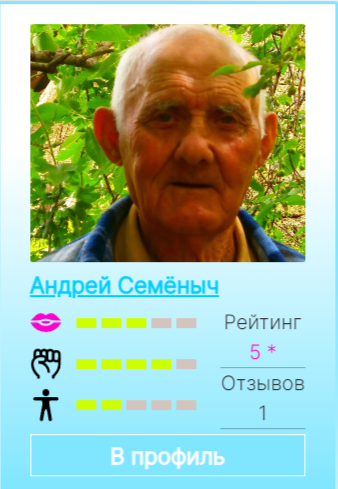 Андрей Семёныч
Рейтинг
5 *
Отзывов
1
В профиль